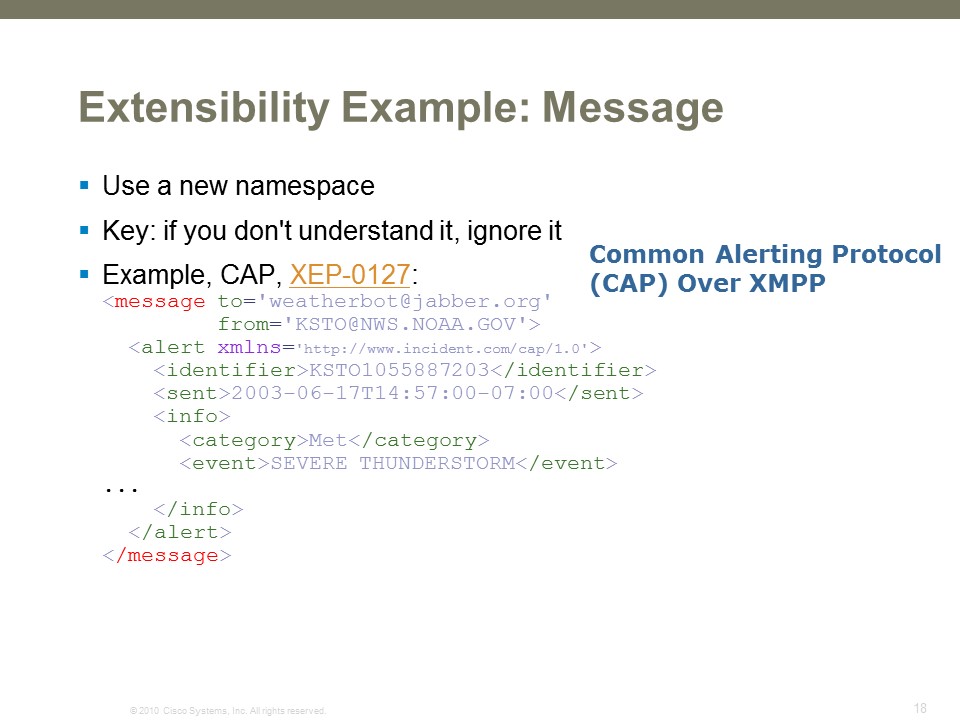 Extensibility Example: Message
Use a new namespace
Key: if you don't understand it, ignore it
Example, CAP, XEP-0127:
Common Alerting Protocol
(CAP) Over XMPP
<message to='weatherbot@jabber.org'
from='KSTO@NWS.NOAA.GOV'>
<alert xmlns='http://www.incident.com/cap/1.0'>
<identifier>KSTO1055887203</identifier>
<sent>2003-06-17T14:57:00-07:00</sent>
<info>
<category>Met</category>
<event>SEVERE THUNDERSTORM</event>
...
</info>
</alert>
</message>
© 2010 Cisco Systems, Inc. All rights reserved.
18